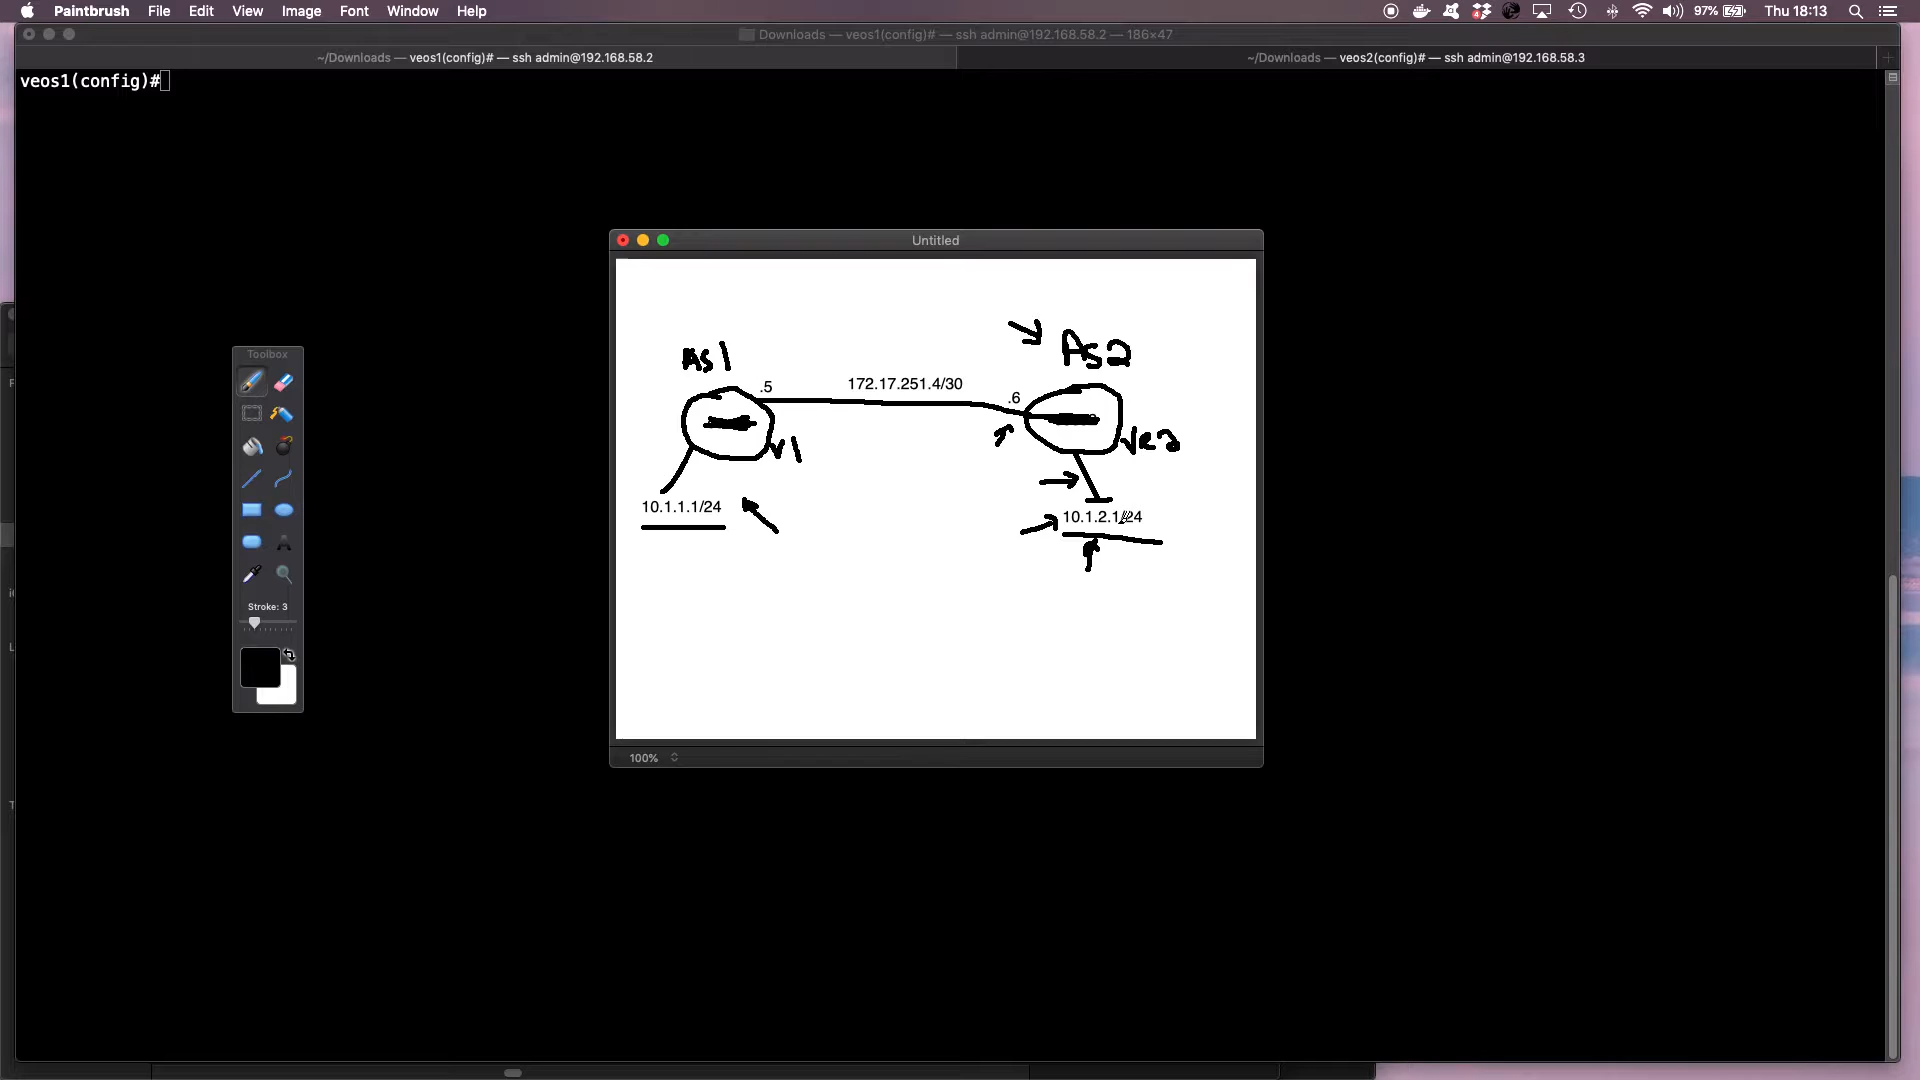 Paintbrush File Edit View Image Font Window Help
4
97% Thu 18:13
Downloads — veos1(config)# — ssh admin@192.168.58.2 — 186×47
~/Downloads — veos1(config)# — ssh admin@192.168.58.2
~/Downloads — veos2(config)# — ssh admin@192.168.58.3
veos1(config)#
Untitled
Toolbox
Stroke: 3
As1
As2
.5
172.17.251.4/30
.6
v1
Ve2
10.1.1.1/24
10.1.2.1/24
100%